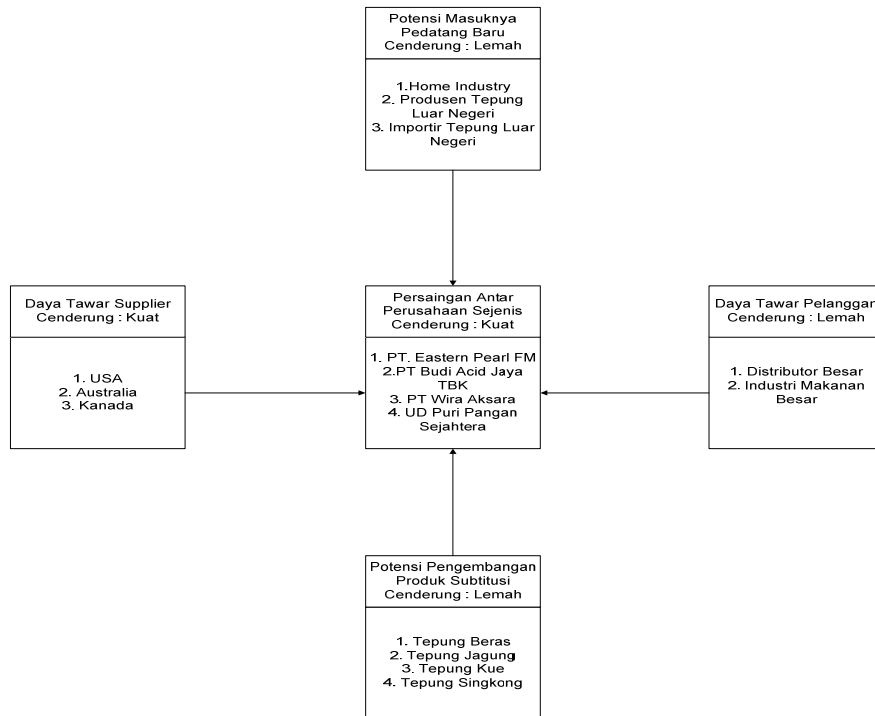 Potensi Masuknya
Pedatang Baru
Cenderung : Lemah
1.Home Industry
2. Produsen Tepung
Luar Negeri
3. Importir Tepung Luar
Negeri
Daya Tawar Supplier
Cenderung : Kuat
1. USA
2. Australia
3. Kanada
Persaingan Antar
Perusahaan Sejenis
Cenderung : Kuat
1. PT. Eastern Pearl FM
2.PT Budi Acid Jaya
TBK
3. PT Wira Aksara
4. UD Puri Pangan
Sejahtera
Daya Tawar Pelanggan
Cenderung : Lemah
1. Distributor Besar
2. Industri Makanan
Besar
Potensi Pengembangan
Produk Subtitusi
Cenderung : Lemah
1. Tepung Beras
2. Tepung Jagung
3. Tepung Kue
4. Tepung Singkong